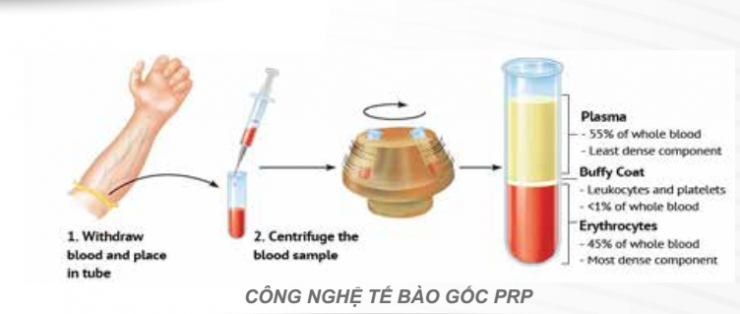 1. Withdraw
blood and place
in tube
2. Centrifuge the
blood sample
Plasma
- 55% of whole blood
- Least dense component
Buffy Coat
- Leukocytes and platelets
- <1% of whole blood
Erythrocytes
- 45% of whole blood
- Most dense component
CÔNG NGHỆ TẾ BÀO GỐC PRP